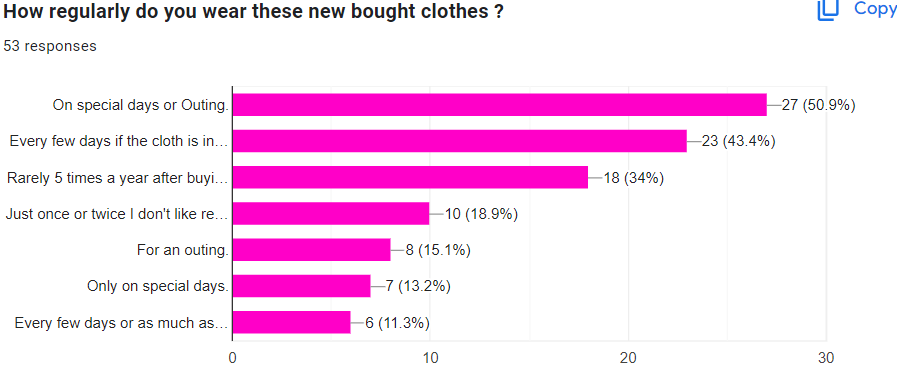 How regularly do you wear these new bought clothes ?
Copy
53 responses
On special days or Outing.
27 (50.9%)
Every few days if the cloth is in…
23 (43.4%)
Rarely 5 times a year after buyi…
18 (34%)
Just once or twice I don't like re…
10 (18.9%)
For an outing.
8 (15.1%)
Only on special days.
7 (13.2%)
Every few days or as much as…
6 (11.3%)
0
10
20
30